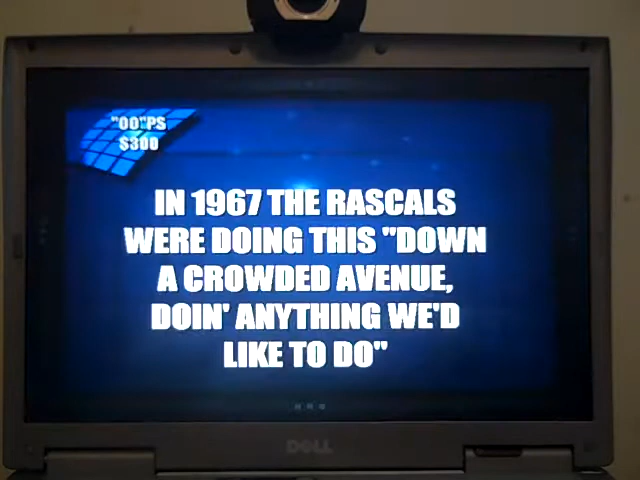 "OO"PS
$300
IN 1967 THE RASCALS
WERE DOING THIS "DOWN
A CROWDED AVENUE,
DOIN' ANYTHING WE'D
LIKE TO DO"
DELL